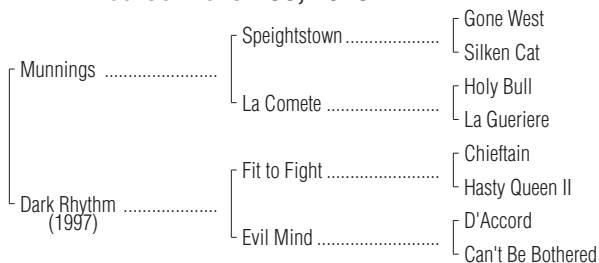 Gone West
Speightstown ......................
Silken Cat
Munnings ..........................
Holy Bull
La Comete ..........................
La Gueriere
Chieftain
Fit to Fight ..........................
Hasty Queen II
Dark Rhythm ......................
(1997)
D'Accord
Evil Mind ............................
Can't Be Bothered